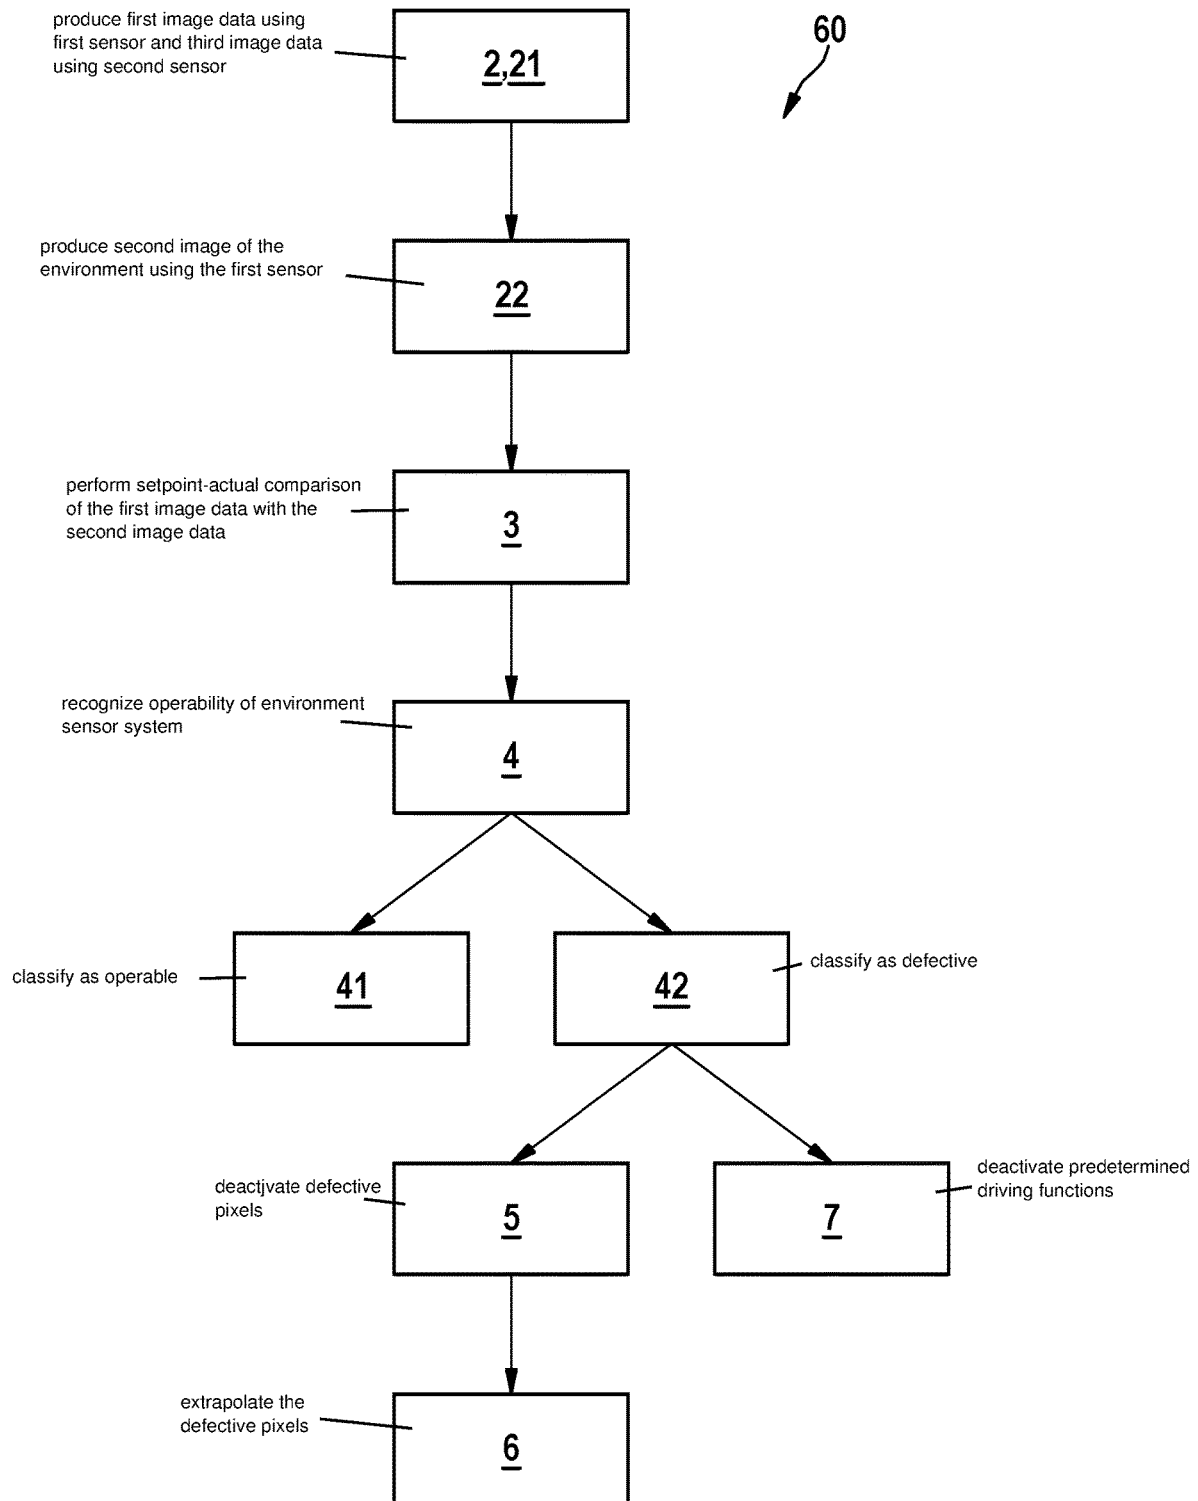 produce first image data using
first sensor and third image data
using second sensor
2,21
60
produce second image of the
environment using the first sensor
22
perform setpoint-actual comparison
of the first image data with the
second image data
3
recognize operability of environment
sensor system
4
classify as operable
41
42
classify as defective
deactivate defective
pixels
5
7
deactivate predetermined
driving functions
extrapolate the
defective pixels
6